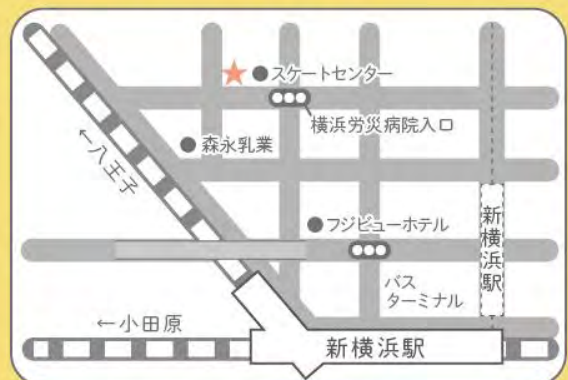 スケートセンター
横浜労災病院入口
森永乳業
←八王子
フジビューホテル
新横浜駅
バス
ターミナル
←小田原
新横浜駅